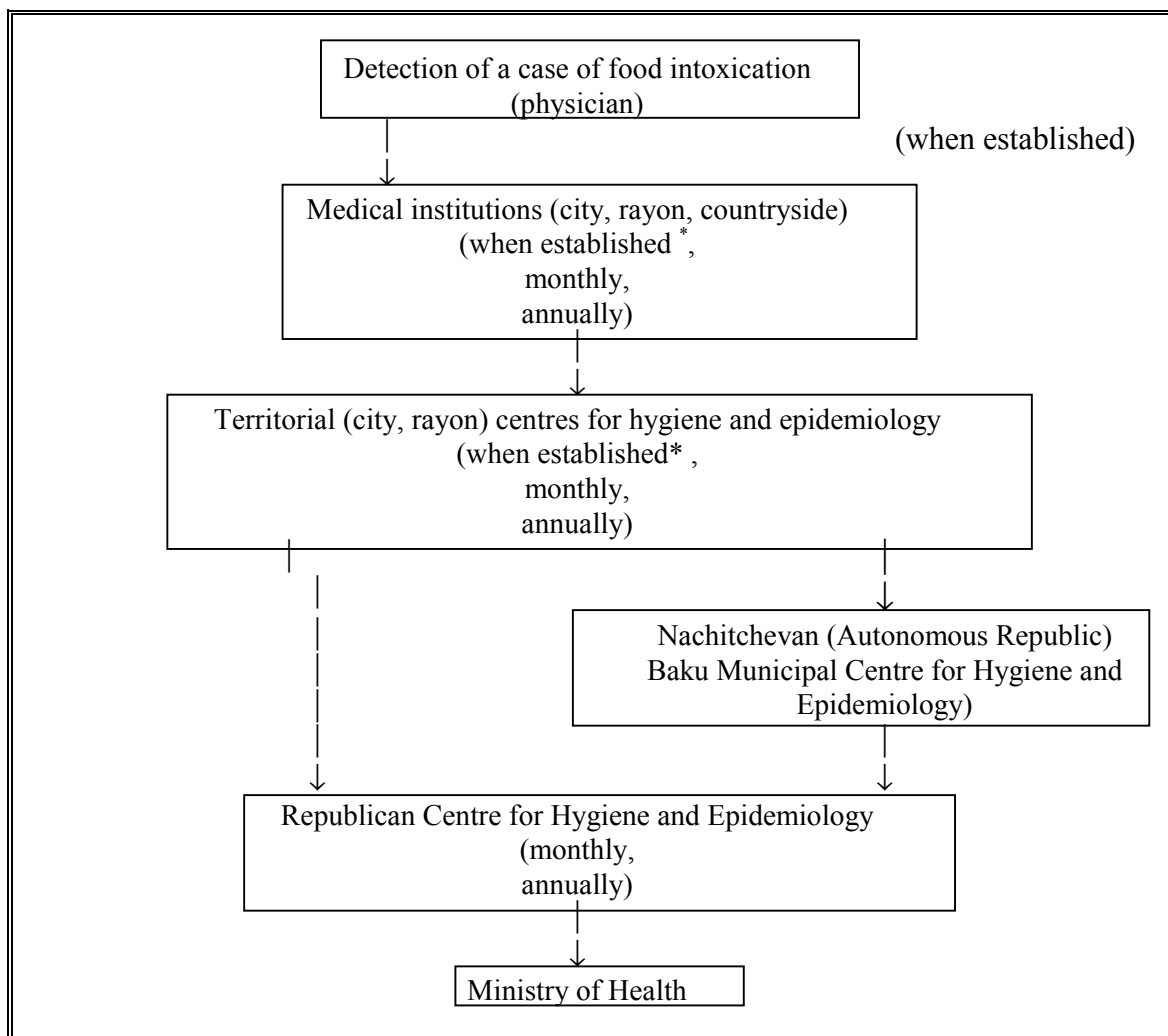 Detection of a case of food intoxication
(physician)
(when established)
Medical institutions (city, rayon, countryside)
(when established *,
monthly,
annually)
Territorial (city, rayon) centres for hygiene and epidemiology
(when established* ,
monthly,
annually)
Nachitchevan (Autonomous Republic)
Baku Municipal Centre for Hygiene and
Epidemiology)
Republican Centre for Hygiene and Epidemiology
(monthly,
annually)
Ministry of Health